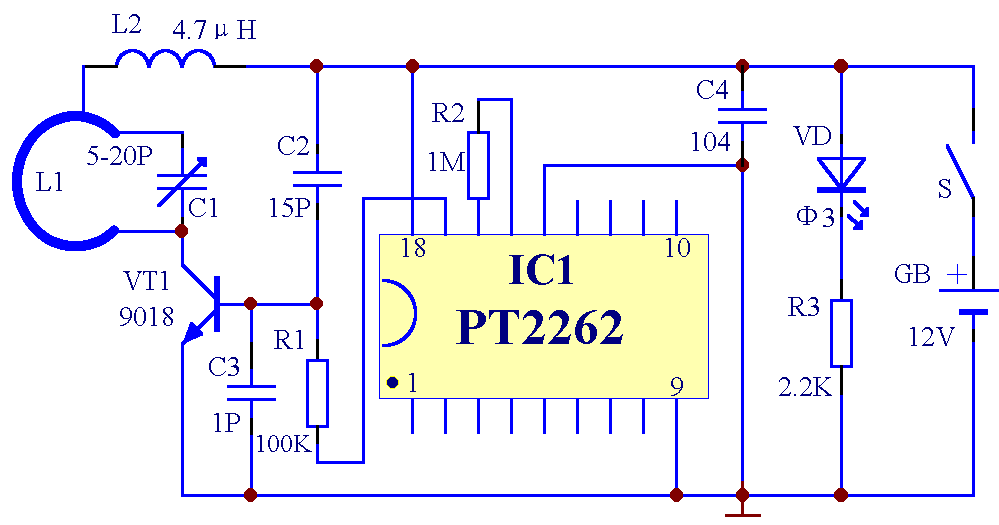 L2 4.7μH
C4
R2
C2
104
VD
5-20P
1M
L1
S
C1
15P
Φ3
18
10
IC1
VT1
GB +
9018
R3
PT2262
R1
12V
C3
1
9
2.2K
1P
100K